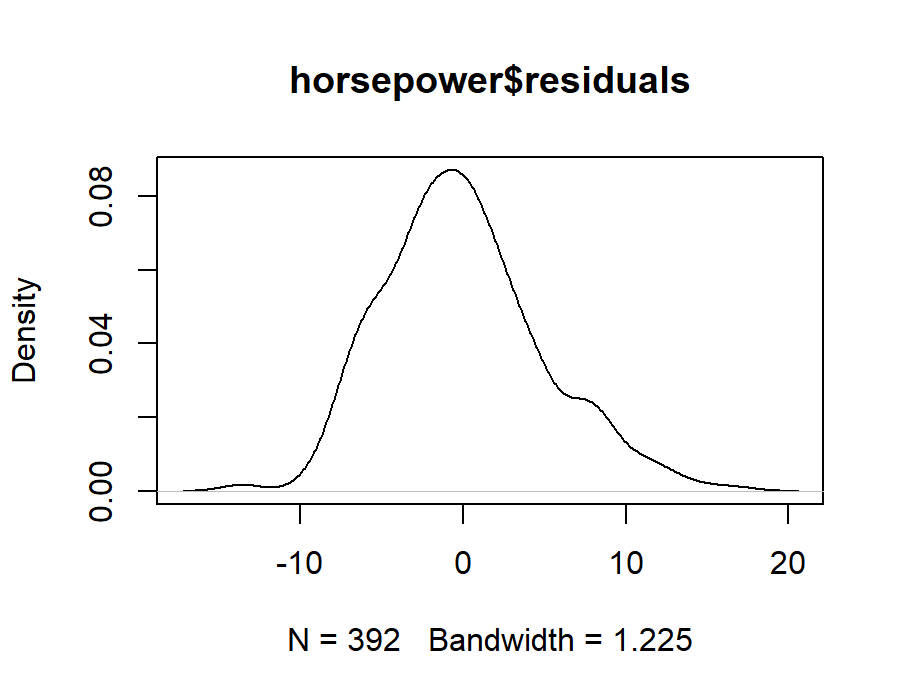 horsepower$residuals
Density
0.08
0.04
0.00
-10 0 10 20
N = 392 Bandwidth = 1.225